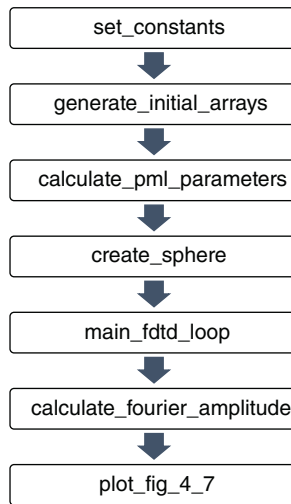 set_constants
generate_initial_arrays
calculate_pml_parameters
create_sphere
main_fdtd_loop
calculate_fourier_amplitude
plot_fig_4_7